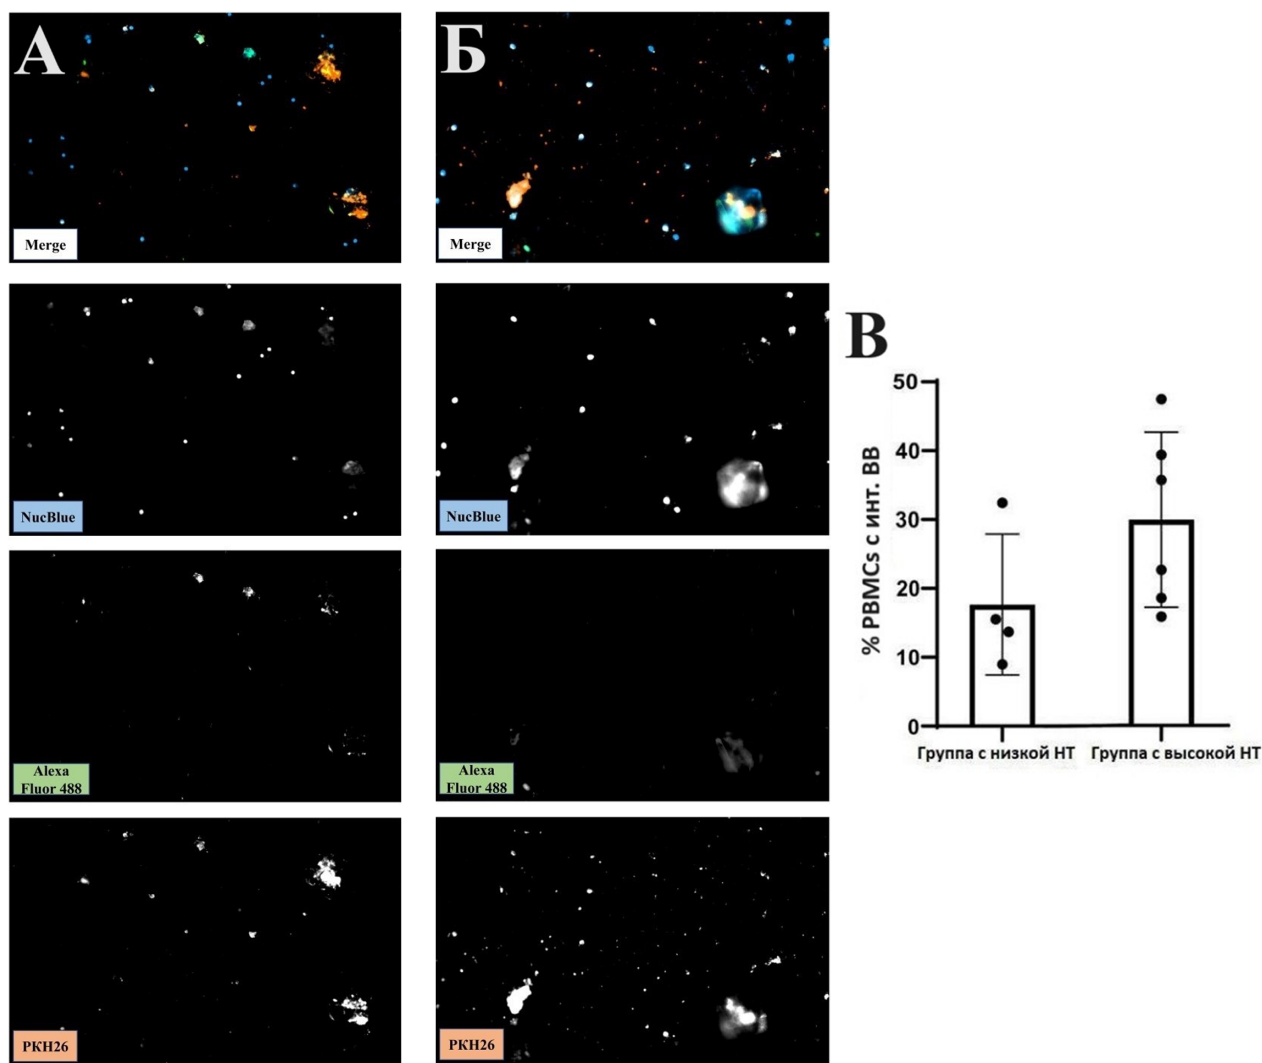 А
Merge
NucBlue
Alexa
Fluor 488
PKH26
Б
Merge
NucBlue
Alexa
Fluor 488
PKH26
В
% PBMCs с инт. ВВ
50
40
30
20
10
0
Группа с низкой НТ
Группа с высокой НТ